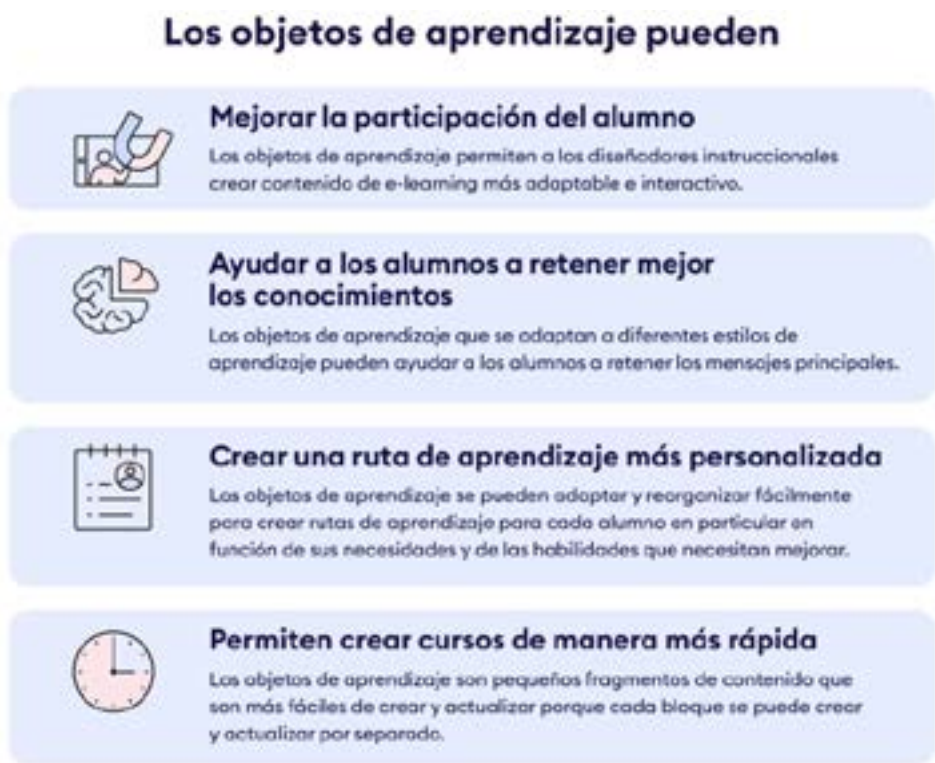 Los objetos de aprendizaje pueden
Mejorar la participación del alumno
Los objetos de aprendizaje permiten a los diseñadores instruccionales
crear contenido de e-learning más adaptable e interactivo.
Ayudar a los alumnos a retener mejor
los conocimientos
Los objetos de aprendizaje que se adaptan a diferentes estilos de
aprendizaje pueden ayudar a los alumnos a retener los mensajes principales.
Crear una ruta de aprendizaje más personalizada
Los objetos de aprendizaje se pueden adaptar y reorganizar fácilmente
para crear rutas de aprendizaje para cada alumno en particular en
función de sus necesidades y de las habilidades que necesitan mejorar.
Permiten crear cursos de manera más rápida
Los objetos de aprendizaje son pequeños fragmentos de contenido que
son más fáciles de crear y actualizar porque cada bloque se puede crear
y actualizar por separado.